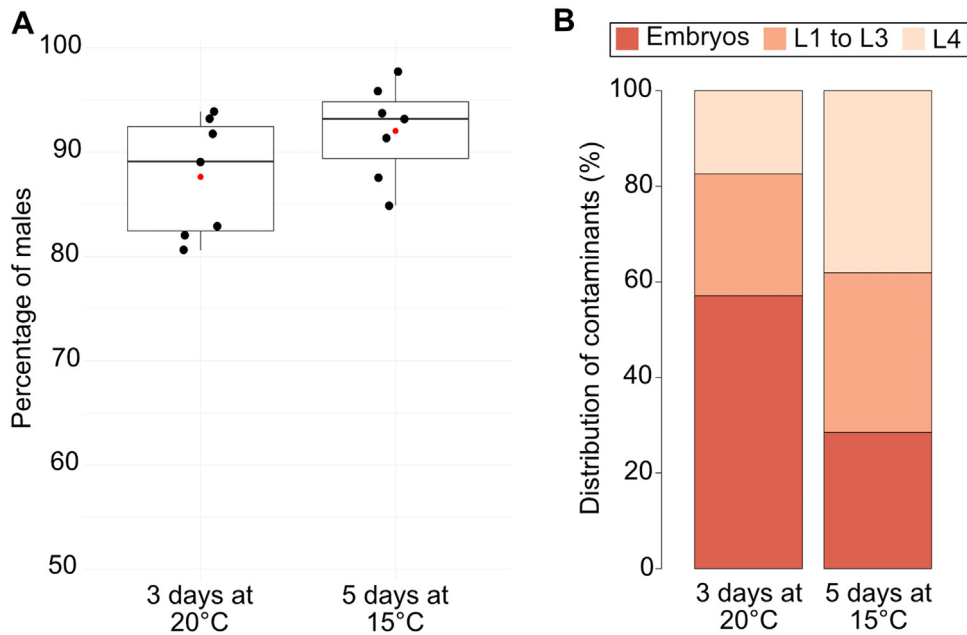 A
Percentage of males
100
90
80
70
60
50
3 days at
20°C
5 days at
15°C
B
Embryos L1 to L3 L4
Distribution of contaminants (%)
100
80
60
40
20
0
3 days at
20°C
5 days at
15°C